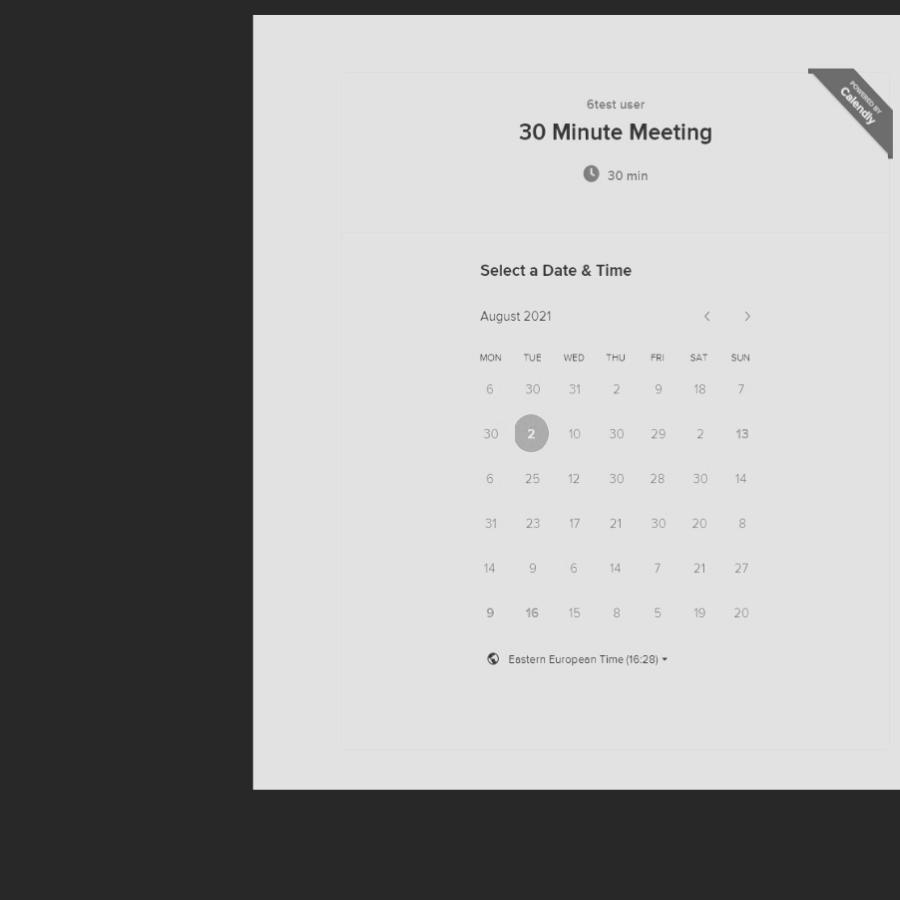 POWERED BY
Calendly
6test user
30 Minute Meeting
30 min
Select a Date & Time
August 2021
MON TUE WED THU FRI SAT SUN
6 30 31 2 9 18 7
30 2 10 30 29 2 13
6 25 12 30 28 30 14
31 23 17 21 30 20 8
14 9 6 14 7 21 27
9 16 15 8 5 19 20
Eastern European Time (16:28)